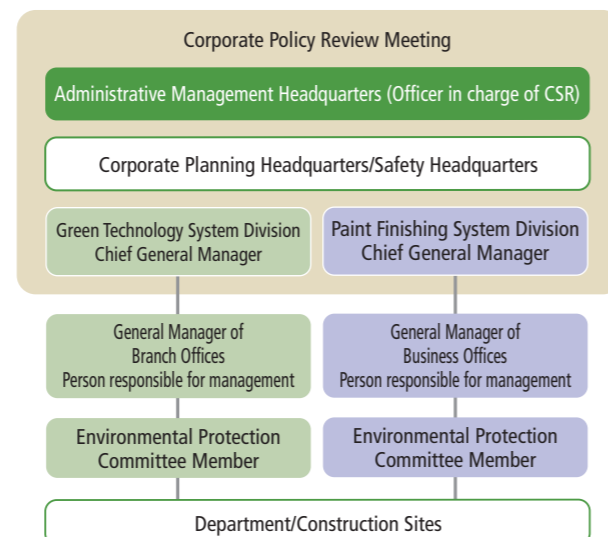 Corporate Policy Review Meeting
Administrative Management Headquarters (Officer in charge of CSR)
Corporate Planning Headquarters/Safety Headquarters
Green Technology System Division
Chief General Manager
Paint Finishing System Division
Chief General Manager
General Manager of
Branch Offices
Person responsible for management
General Manager of
Business Offices
Person responsible for management
Environmental Protection
Committee Member
Environmental Protection
Committee Member
Department/Construction Sites